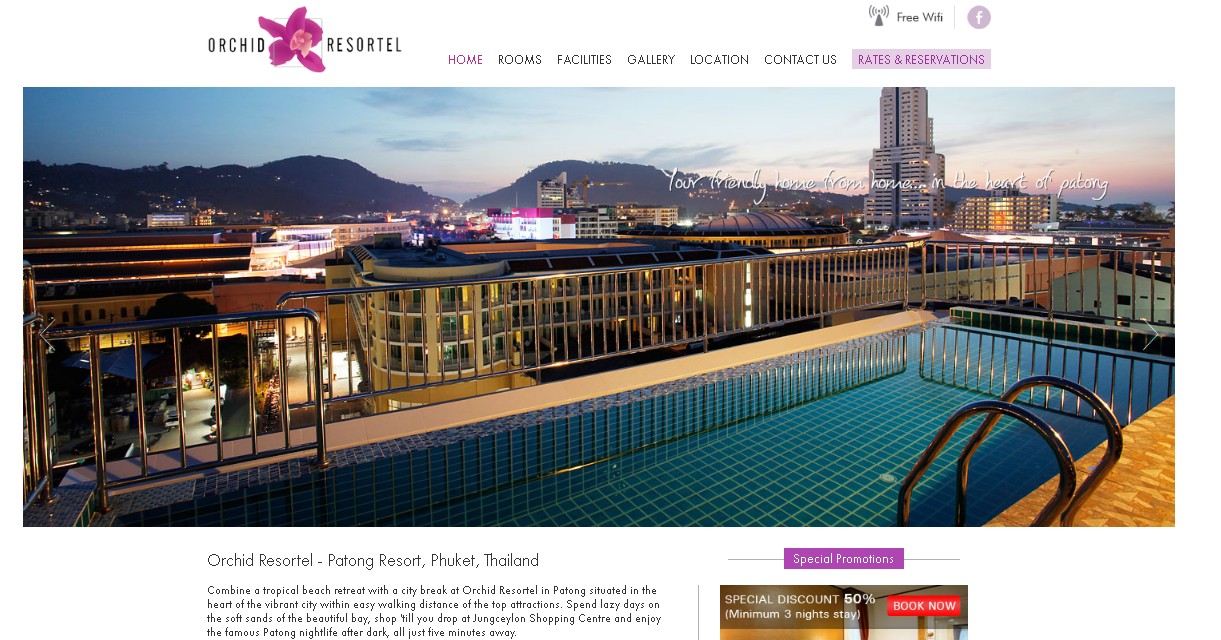 ORCHID RESORTEL
Free Wifi
f
HOME ROOMS FACILITIES GALLERY LOCATION CONTACT US RATES & RESERVATIONS
Your friendly home from home... in the heart of patong
Orchid Resortel - Patong Resort, Phuket, Thailand
Combine a tropical beach retreat with a city break at Orchid Resortel in Patong situated in the
heart of the vibrant city within easy walking distance of the top attractions. Spend lazy days on
the soft sands of the beautiful bay, shop 'till you drop at Jungceylon Shopping Centre and enjoy
the famous Patong nightlife after dark, all just five minutes away.
Special Promotions
SPECIAL DISCOUNT 50%
(Minimum 3 nights stay)
BOOK NOW